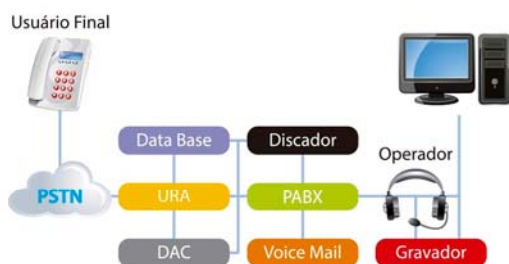 Usuário Final
Data Base
Discador
Operador
PSTN
URA
PABX
DAC
Voice Mail
Gravador